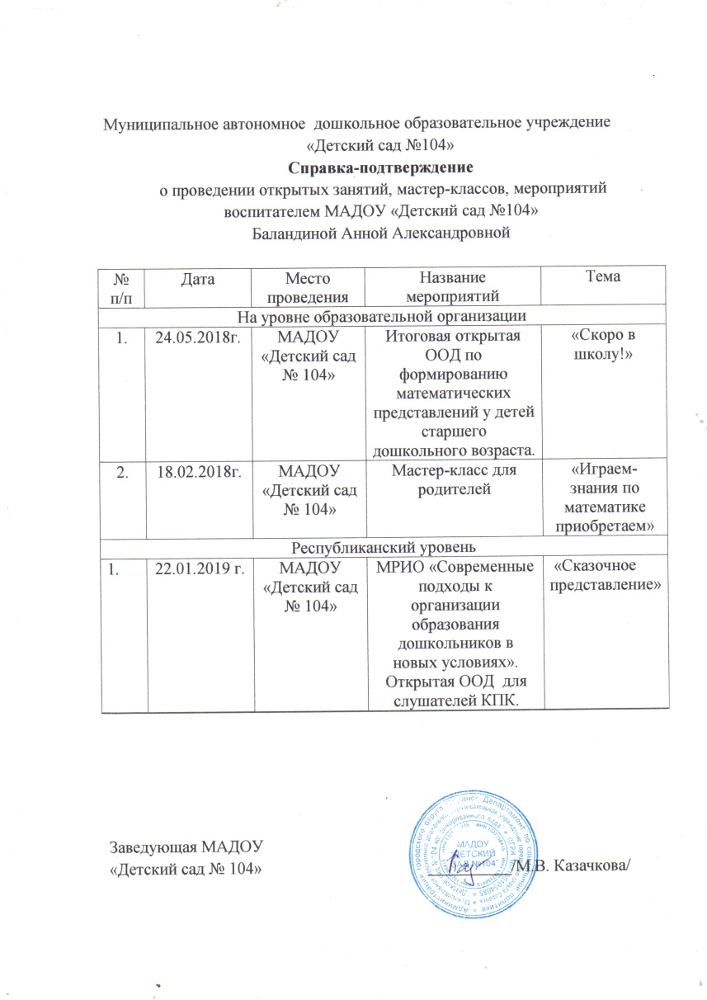 Муниципальное автономное  дошкольное образовательное учреждение
«Детский сад №104»
Справка-подтверждение
о проведении открытых занятий, мастер-классов, мероприятий
воспитателем МАДОУ «Детский сад №104»
Баландиной Анной Александровной
№ п/п Дата Место проведения Название мероприятий Тема
На уровне образовательной организации
1. 24.05.2018г. МАДОУ «Детский сад № 104» Итоговая открытая ООД по формированию математических представлений у детей старшего дошкольного возраста. «Скоро в школу!»
2. 18.02.2018г. МАДОУ «Детский сад № 104» Мастер-класс для родителей «Играем-знания по математике приобретаем»
Республиканский уровень
1. 22.01.2019 г. МАДОУ «Детский сад № 104» МРИО «Современные подходы к организации образования дошкольников в новых условиях». Открытая ООД  для слушателей КПК. «Сказочное представление»
Заведующая МАДОУ
«Детский сад № 104» /М.В. Казачкова/
МАДОУ
"ДЕТСКИЙ
САД №104"